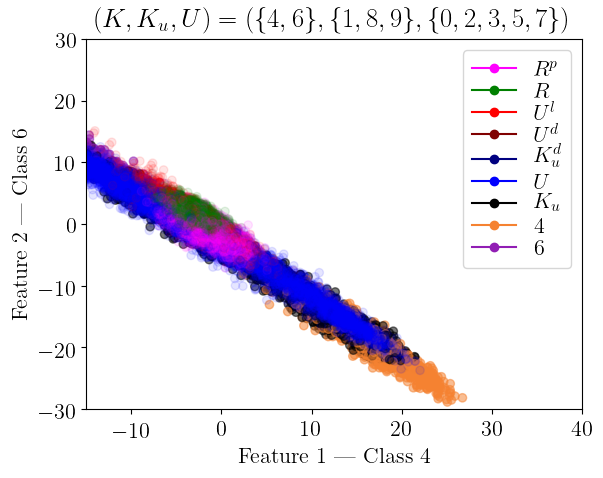 (K, K_u, U) = ({4, 6}, {1, 8, 9}, {0, 2, 3, 5, 7})
30
20
10
0
−10
−20
−30
Feature 2 — Class 6
R^p
R
U^l
U^d
K_u^d
U
K_u
4
6
−10
0
10
20
30
40
Feature 1 — Class 4